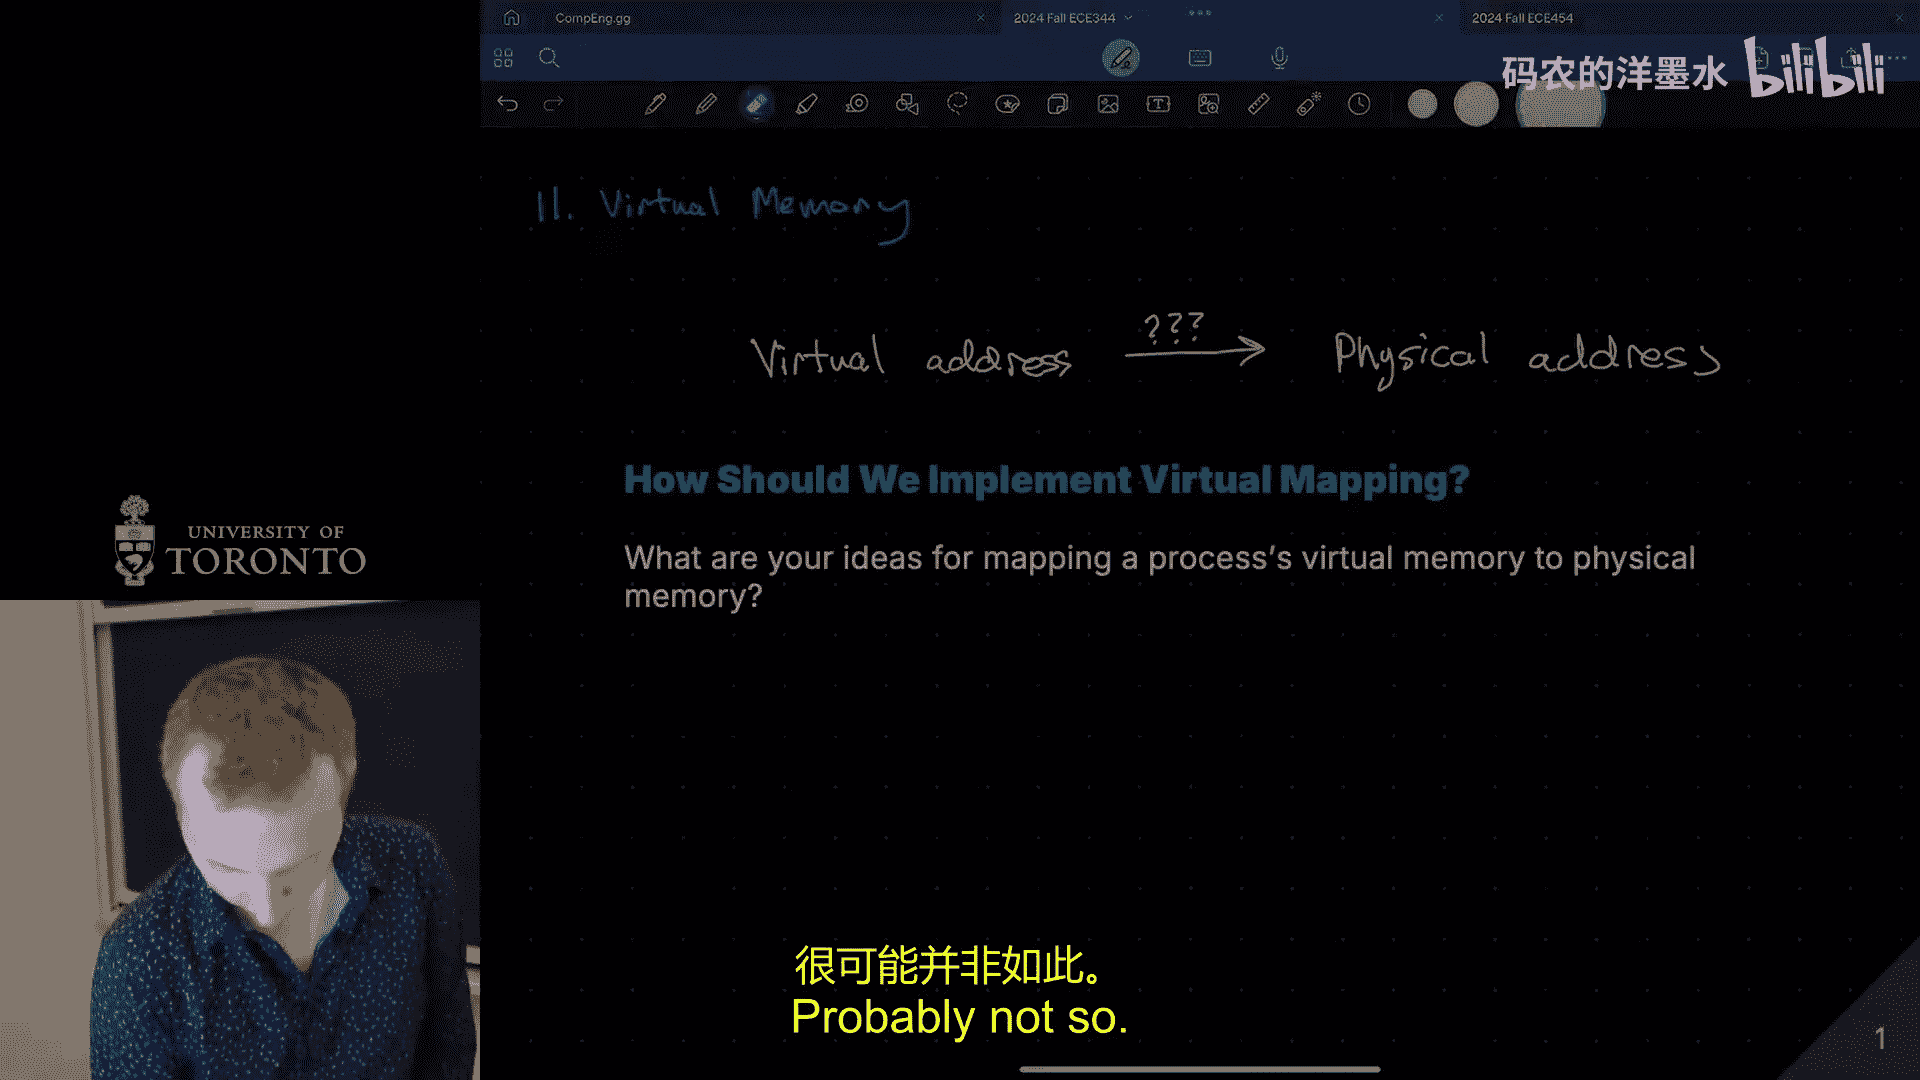 CompEng.gg
2024 Fall ECE344
2024 Fall ECE454
码农的洋墨水 bilibili
11. Virtual Memory
???
Virtual address
Physical address
How Should We Implement Virtual Mapping?
What are your ideas for mapping a process’s virtual memory to physical
memory?
UNIVERSITY OF
TORONTO
很可能并非如此。
Probably not so.
1